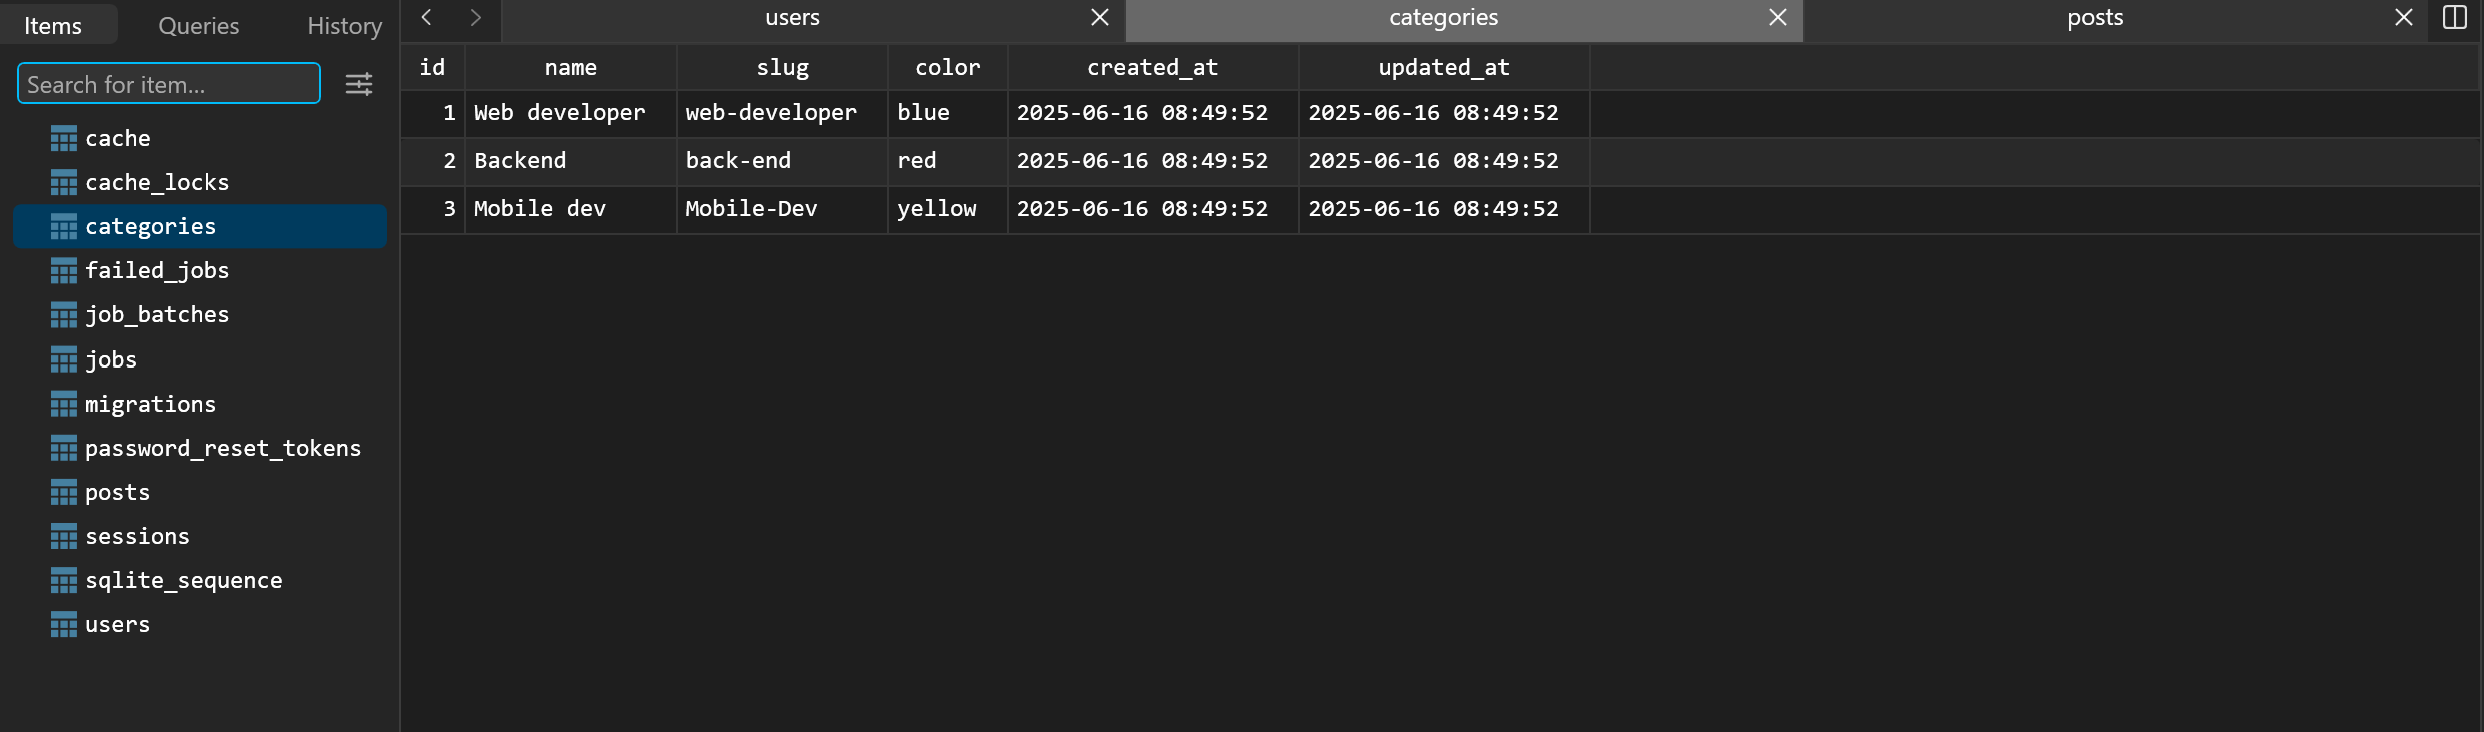 Items Queries History
Search for item...
cache
cache_locks
categories
failed_jobs
job_batches
jobs
migrations
password_reset_tokens
posts
sessions
sqlite_sequence
users
users categories posts
id name slug color created_at updated_at
1 Web developer web-developer blue 2025-06-16 08:49:52 2025-06-16 08:49:52
2 Backend back-end red 2025-06-16 08:49:52 2025-06-16 08:49:52
3 Mobile dev Mobile-Dev yellow 2025-06-16 08:49:52 2025-06-16 08:49:52